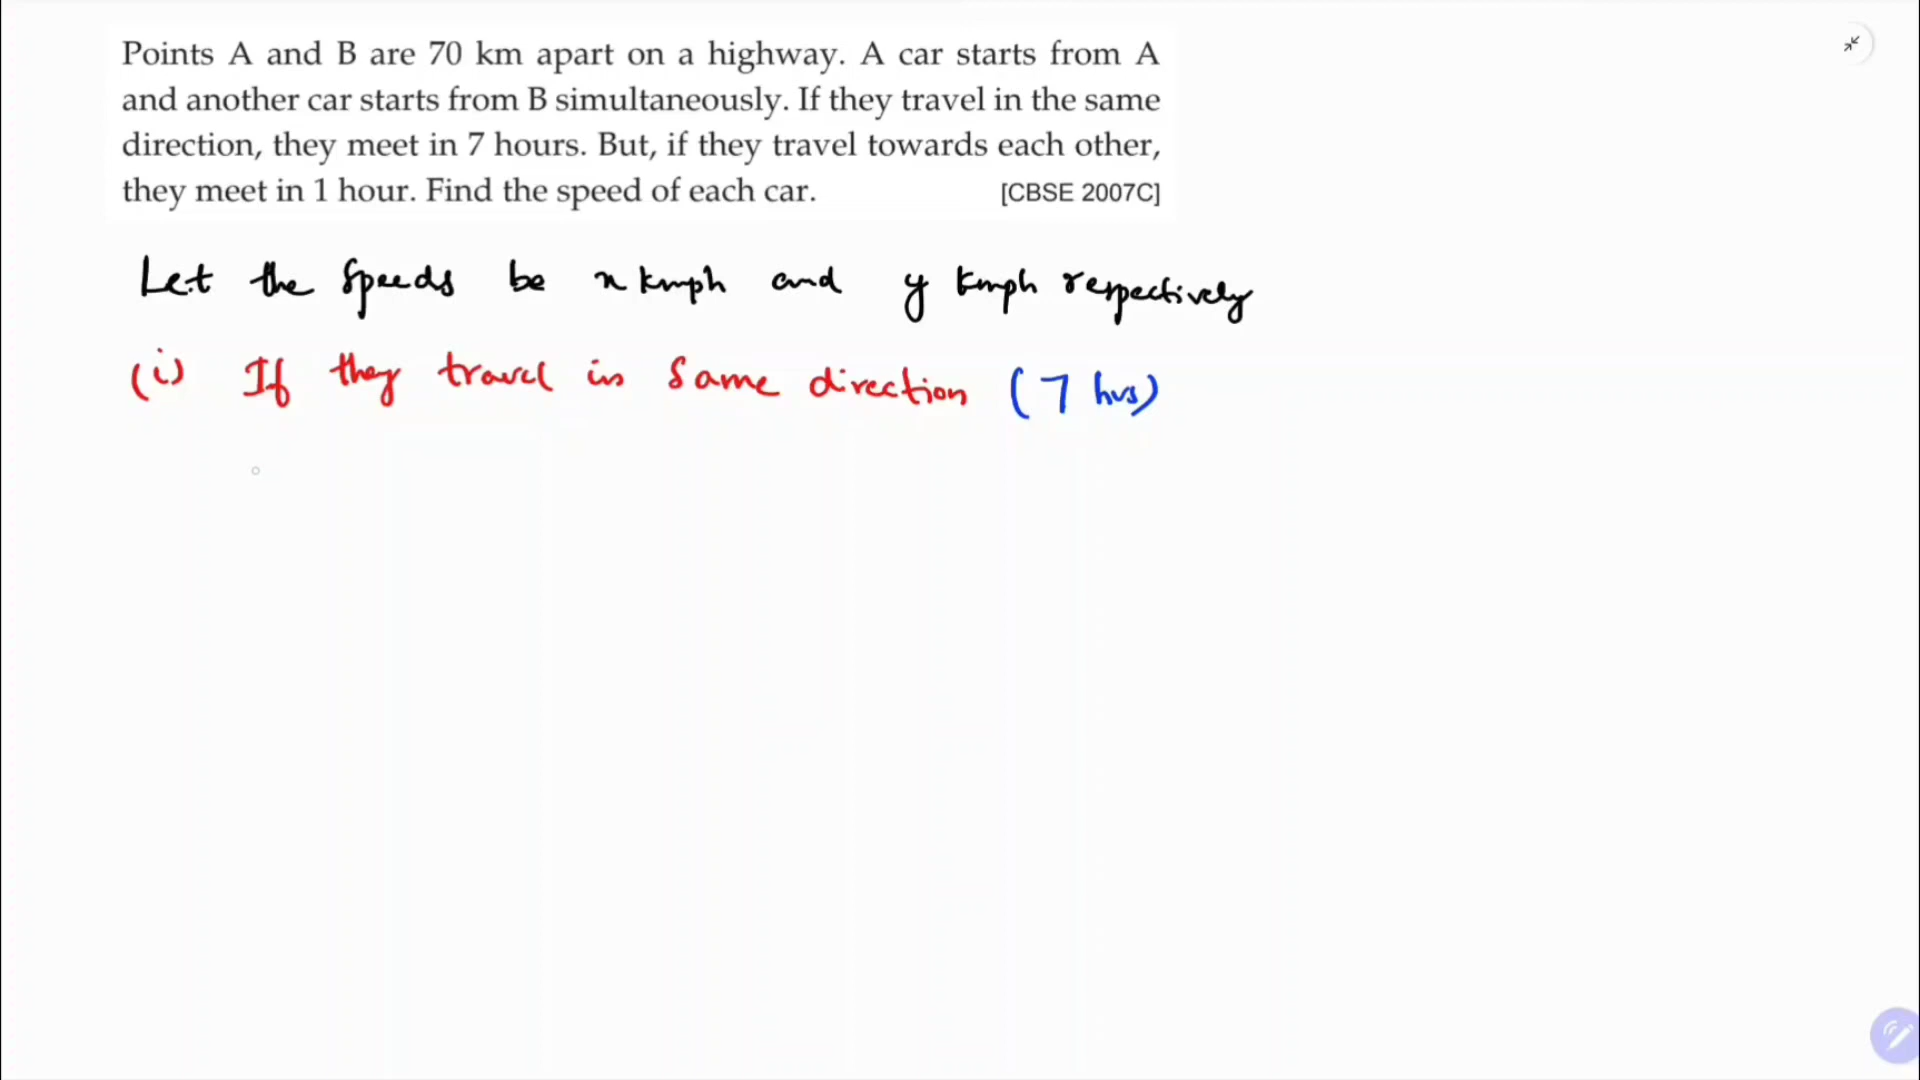 Points A and B are 70 km apart on a highway. A car starts from A
and another car starts from B simultaneously. If they travel in the same
direction, they meet in 7 hours. But, if they travel towards each other,
they meet in 1 hour. Find the speed of each car. [CBSE 2007C]
Let the speeds be x kmph and y kmph respectively
(i) If they travel in same direction (7 hrs)